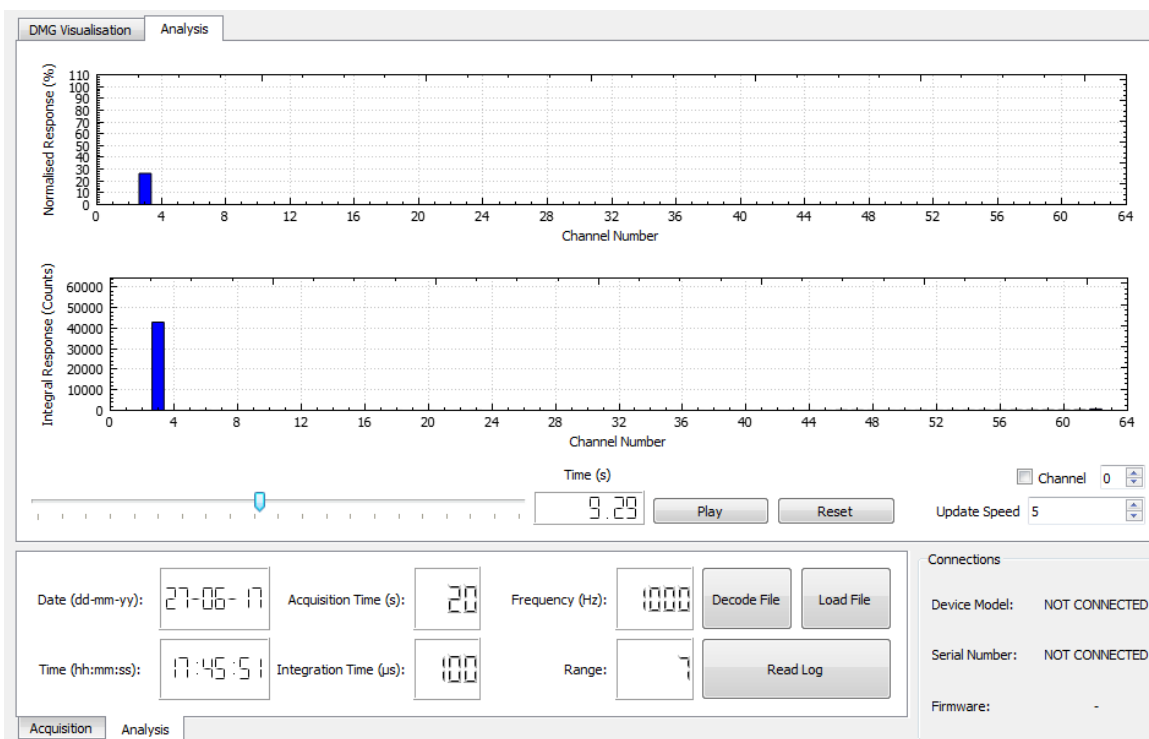 DMG Visualisation Analysis
Normalised Response (%)
110
100
90
80
70
60
50
40
30
20
10
0
0 4 8 12 16 20 24 28 32 36 40 44 48 52 56 60 64
Channel Number
Integral Response (Counts)
60000
50000
40000
30000
20000
10000
0
0 4 8 12 16 20 24 28 32 36 40 44 48 52 56 60 64
Channel Number
Time (s)
Channel 0
9.29 Play Reset Update Speed 5
Connections
Date (dd-mm-yy): 27-06-17 Acquisition Time (s): 20 Frequency (Hz): 1000 Decode File Load File
Device Model: NOT CONNECTED
Time (hh:mm:ss): 17:45:51 Integration Time (µs): 100 Range: 7 Read Log
Serial Number: NOT CONNECTED
Firmware: -
Acquisition Analysis